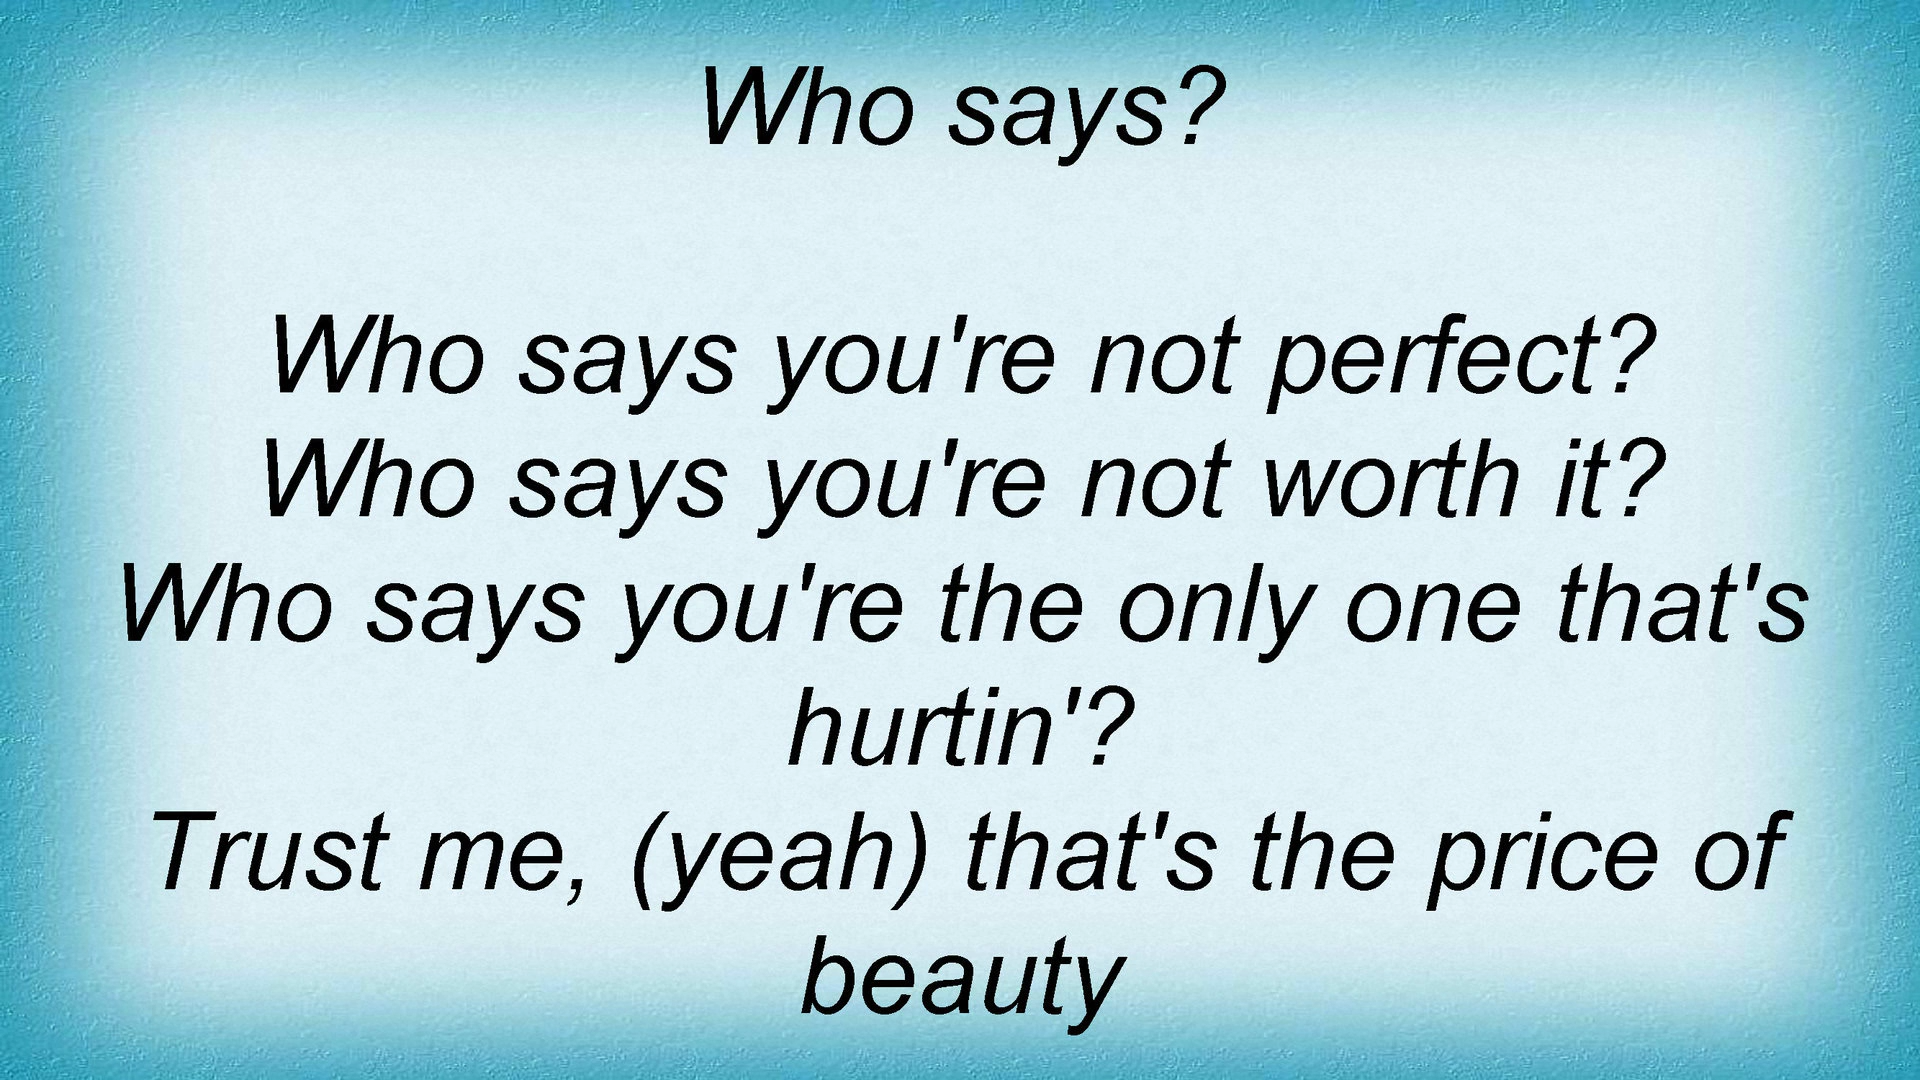 Who says?
Who says you're not perfect?
Who says you're not worth it?
Who says you're the only one that's
hurtin'?
Trust me, (yeah) that's the price of
beauty